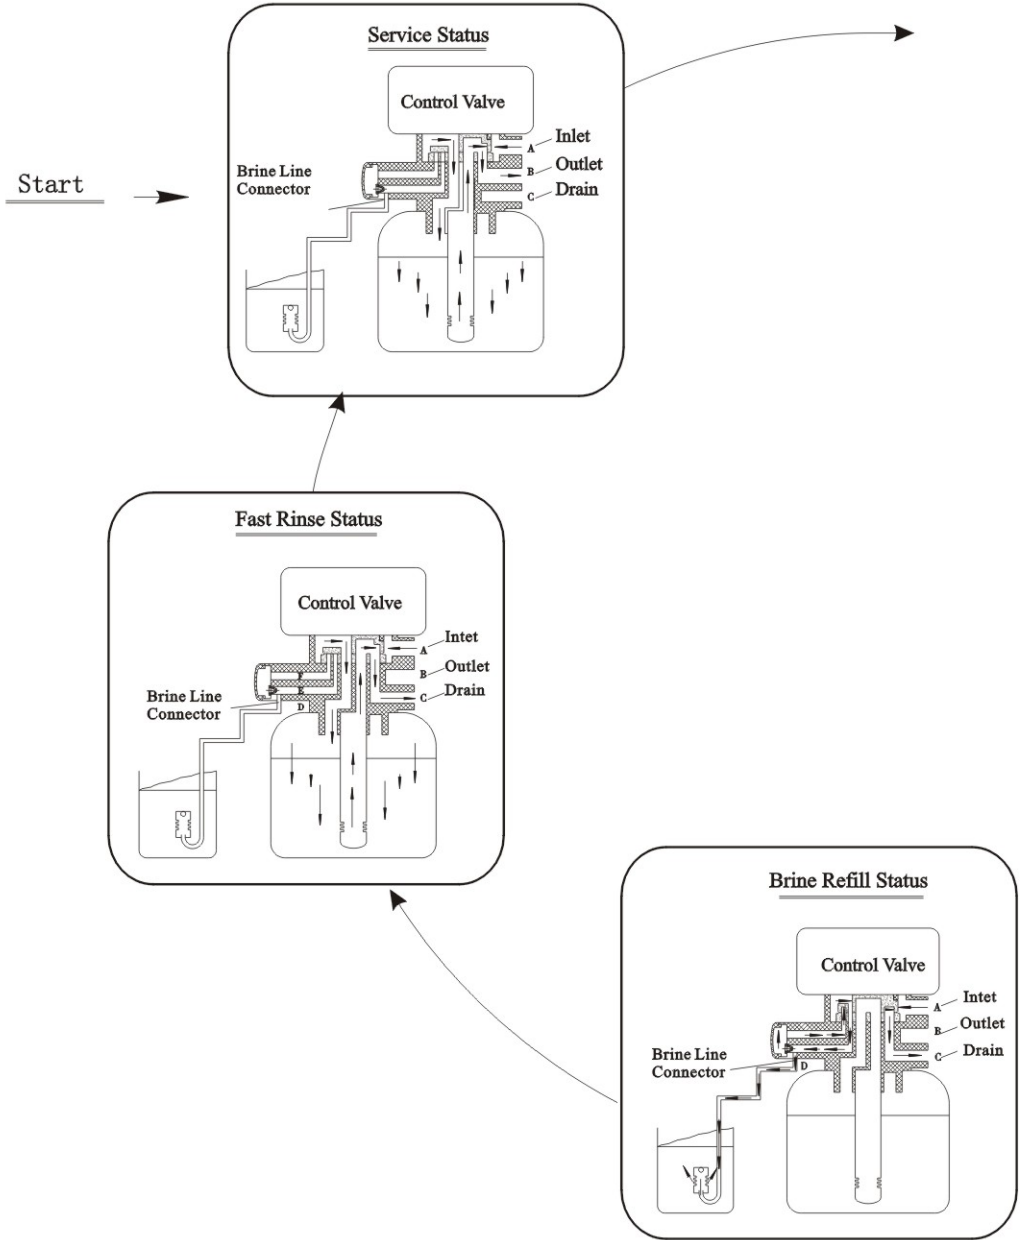 Service Status
Control Valve
A
Inlet
B
Outlet
C
Drain
Brine Line
Connector
Start
Fast Rinse Status
Control Valve
A
Intet
B
Outlet
C
Drain
F
E
D
Brine Line
Connector
Brine Refill Status
Control Valve
A
Intet
B
Outlet
C
Drain
D
Brine Line
Connector